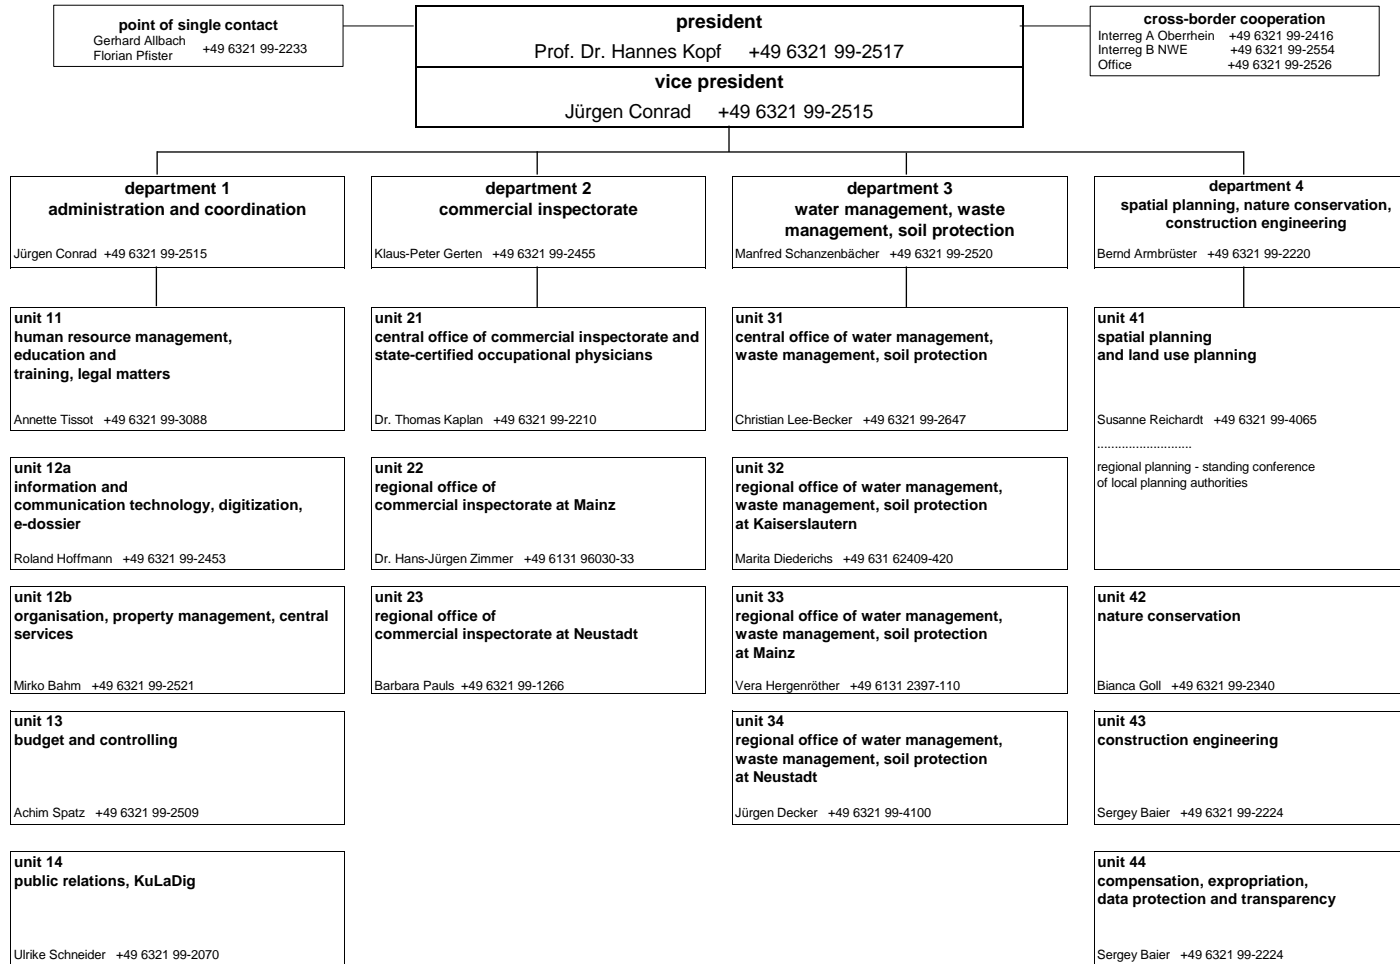 point of single contact
Gerhard Allbach
Florian Pfister
+49 6321 99-2233
president
Prof. Dr. Hannes Kopf +49 6321 99-2517
vice president
Jürgen Conrad +49 6321 99-2515
cross-border cooperation
Interreg A Oberrhein +49 6321 99-2416
Interreg B NWE +49 6321 99-2554
Office +49 6321 99-2526
department 1
administration and coordination
Jürgen Conrad +49 6321 99-2515
department 2
commercial inspectorate
Klaus-Peter Gerten +49 6321 99-2455
department 3
water management, waste
management, soil protection
Manfred Schanzenbächer +49 6321 99-2520
department 4
spatial planning, nature conservation,
construction engineering
Bernd Armbrüster +49 6321 99-2220
unit 11
human resource management,
education and
training, legal matters
Annette Tissot +49 6321 99-3088
unit 21
central office of commercial inspectorate and
state-certified occupational physicians
Dr. Thomas Kaplan +49 6321 99-2210
unit 31
central office of water management,
waste management, soil protection
Christian Lee-Becker +49 6321 99-2647
unit 41
spatial planning
and land use planning
Susanne Reichardt +49 6321 99-4065
...........................
regional planning - standing conference
of local planning authorities
unit 12a
information and
communication technology, digitization,
e-dossier
Roland Hoffmann +49 6321 99-2453
unit 22
regional office of
commercial inspectorate at Mainz
Dr. Hans-Jürgen Zimmer +49 6131 96030-33
unit 32
regional office of water management,
waste management, soil protection
at Kaiserslautern
Marita Diederichs +49 631 62409-420
unit 12b
organisation, property management, central
services
Mirko Bahm +49 6321 99-2521
unit 23
regional office of
commercial inspectorate at Neustadt
Barbara Pauls +49 6321 99-1266
unit 33
regional office of water management,
waste management, soil protection
at Mainz
Vera Hergenröther +49 6131 2397-110
unit 42
nature conservation
Bianca Goll +49 6321 99-2340
unit 13
budget and controlling
Achim Spatz +49 6321 99-2509
unit 34
regional office of water management,
waste management, soil protection
at Neustadt
Jürgen Decker +49 6321 99-4100
unit 43
construction engineering
Sergey Baier +49 6321 99-2224
unit 14
public relations, KuLaDig
Ulrike Schneider +49 6321 99-2070
unit 44
compensation, expropriation,
data protection and transparency
Sergey Baier +49 6321 99-2224